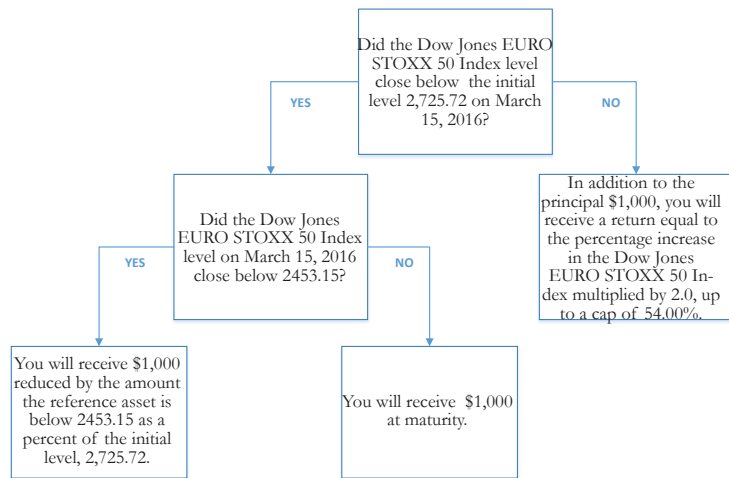 Did the Dow Jones EURO
STOXX 50 Index level
close below the initial
level 2,725.72 on March
15, 2016?
YES
NO
Did the Dow Jones
EURO STOXX 50 Index
level on March 15, 2016
close below 2453.15?
In addition to the
principal $1,000, you will
receive a return equal to
the percentage increase
in the Dow Jones
EURO STOXX 50 In-
dex multiplied by 2.0, up
to a cap of 54.00%.
YES
NO
You will receive $1,000
reduced by the amount
the reference asset is
below 2453.15 as a
percent of the initial
level, 2,725.72.
You will receive $1,000
at maturity.